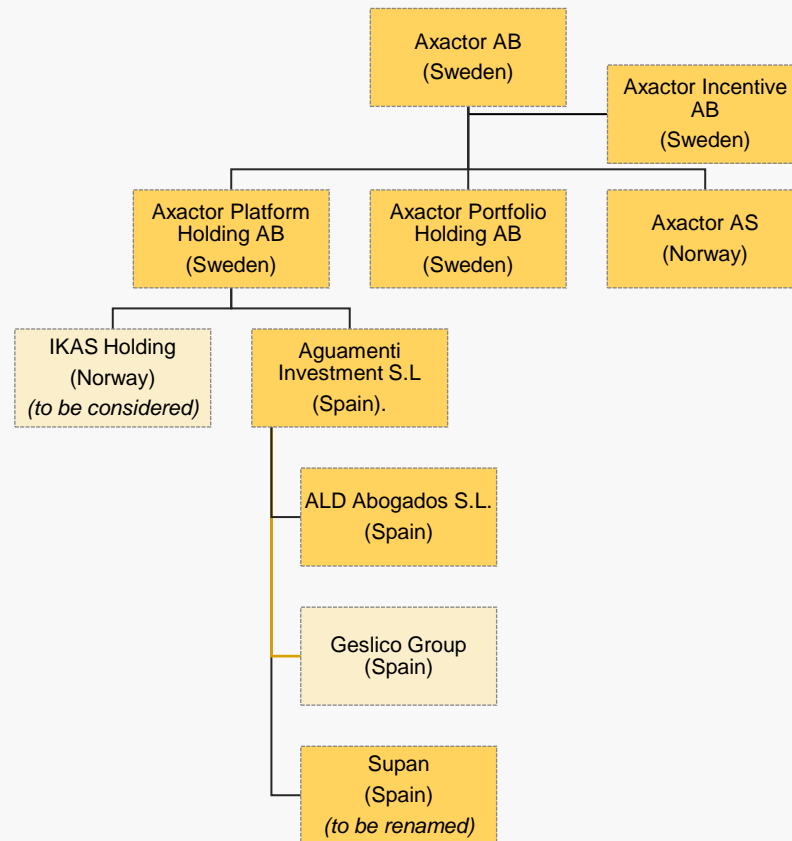 Axactor AB
(Sweden)
Axactor Incentive
AB
(Sweden)
Axactor Platform
Holding AB
(Sweden)
Axactor Portfolio
Holding AB
(Sweden)
Axactor AS
(Norway)
IKAS Holding
(Norway)
(to be considered)
Aguamenti
Investment S.L
(Spain).
ALD Abogados S.L.
(Spain)
Geslico Group
(Spain)
Supan
(Spain)
(to be renamed)